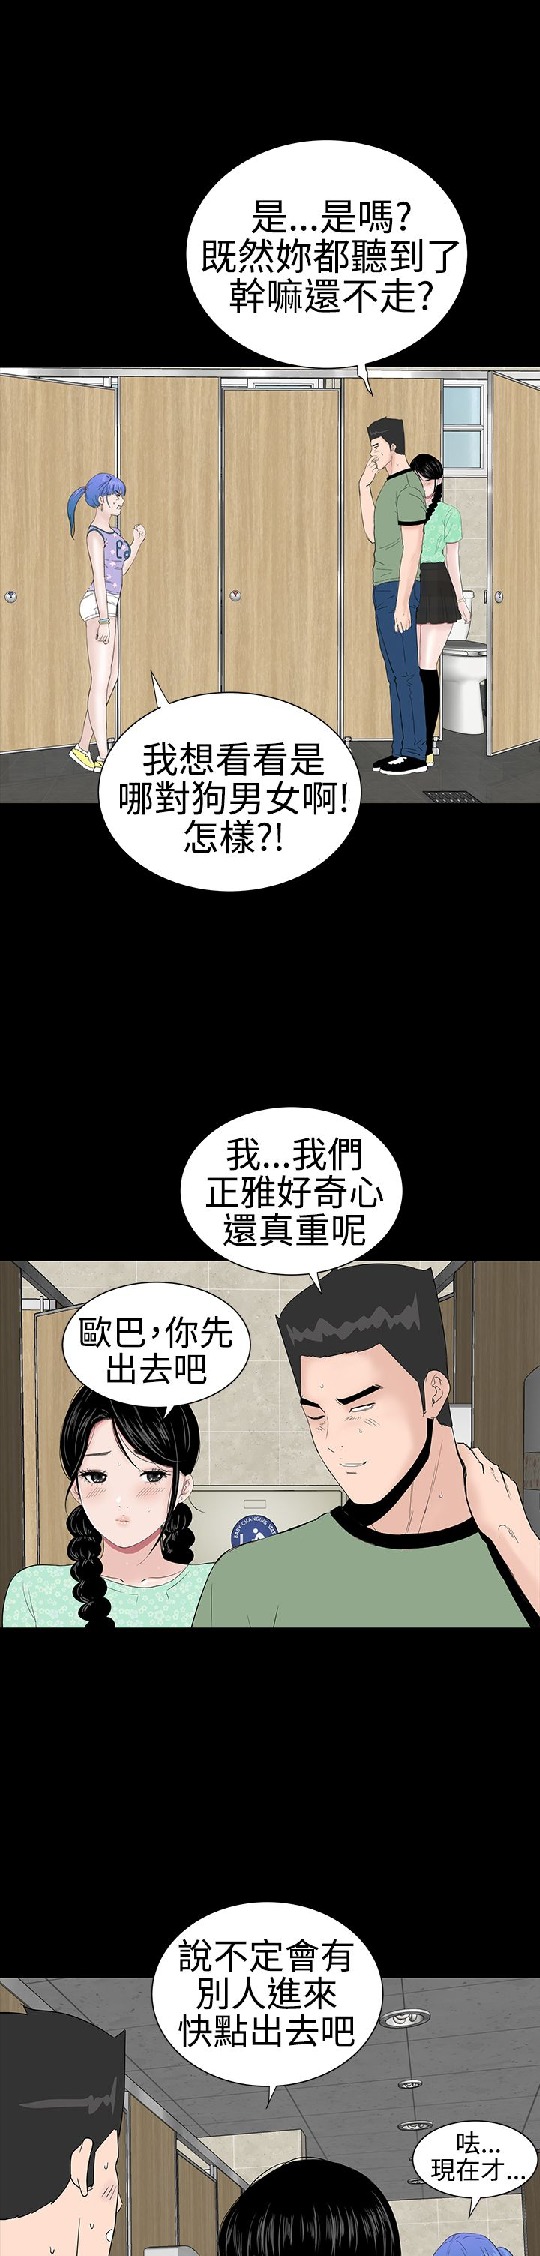 是...是嗎?
既然妳都聽到了
幹嘛還不走?
我想看看是
哪對狗男女啊!
怎樣?!
我...我們
正雅好奇心
還真重呢
歐巴,你先
出去吧
BABY CHANGING
說不定會有
別人進來
快點出去吧
呿...
現在才...